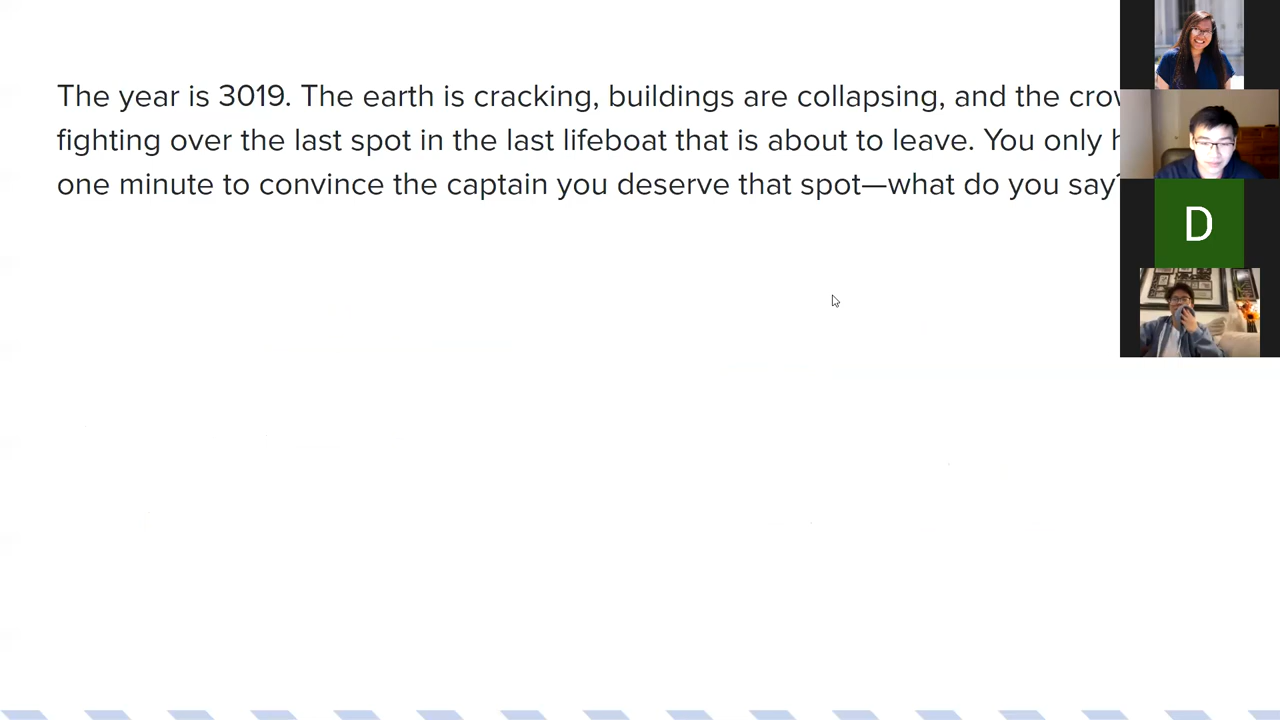 The year is 3019. The earth is cracking, buildings are collapsing, and the
fighting over the last spot in the last lifeboat that is about to leave. You only
one minute to convince the captain you deserve that spot—what do you say?
D